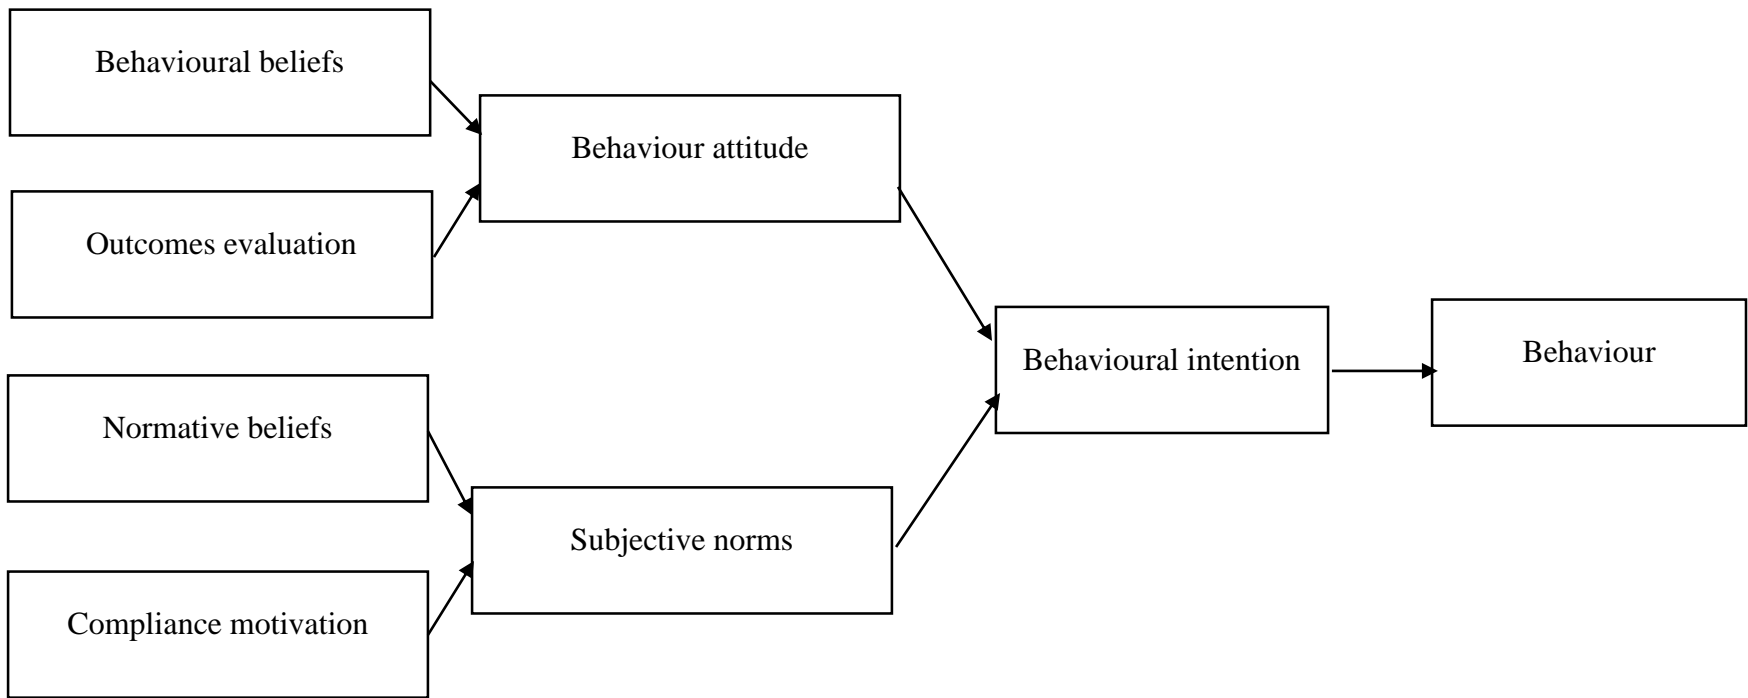 Behavioural beliefs
Behaviour attitude
Outcomes evaluation
Behavioural intention
Behaviour
Normative beliefs
Subjective norms
Compliance motivation